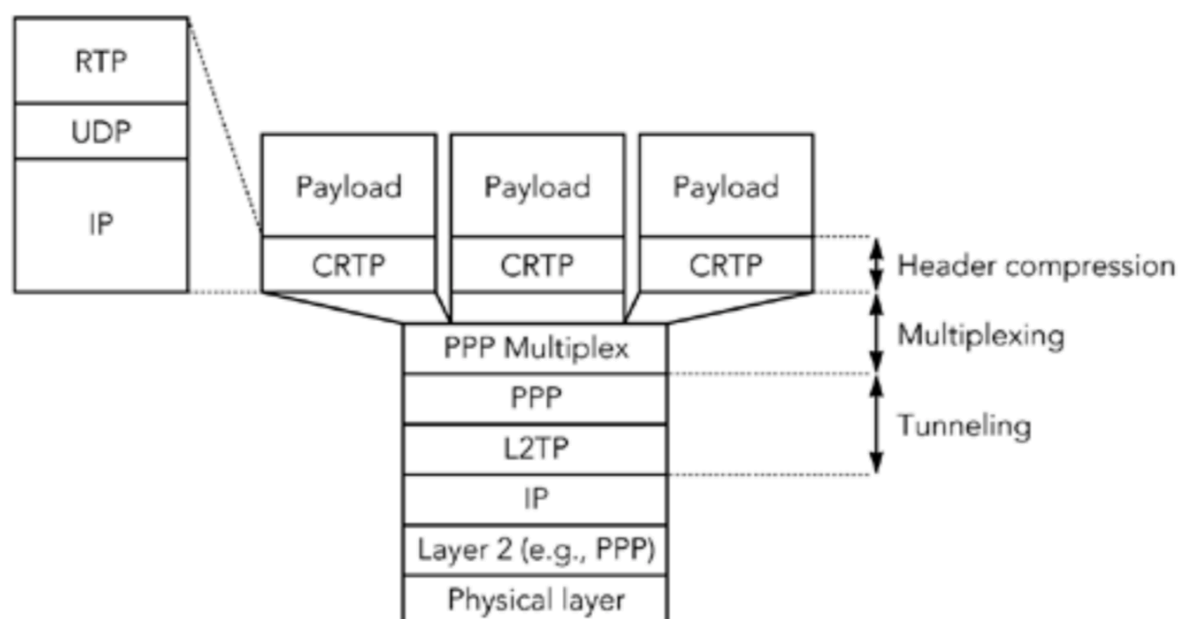 RTP
UDP
IP
Payload
Payload
Payload
CRTP
CRTP
CRTP
Header compression
PPP Multiplex
Multiplexing
PPP
L2TP
Tunneling
IP
Layer 2 (e.g., PPP)
Physical layer